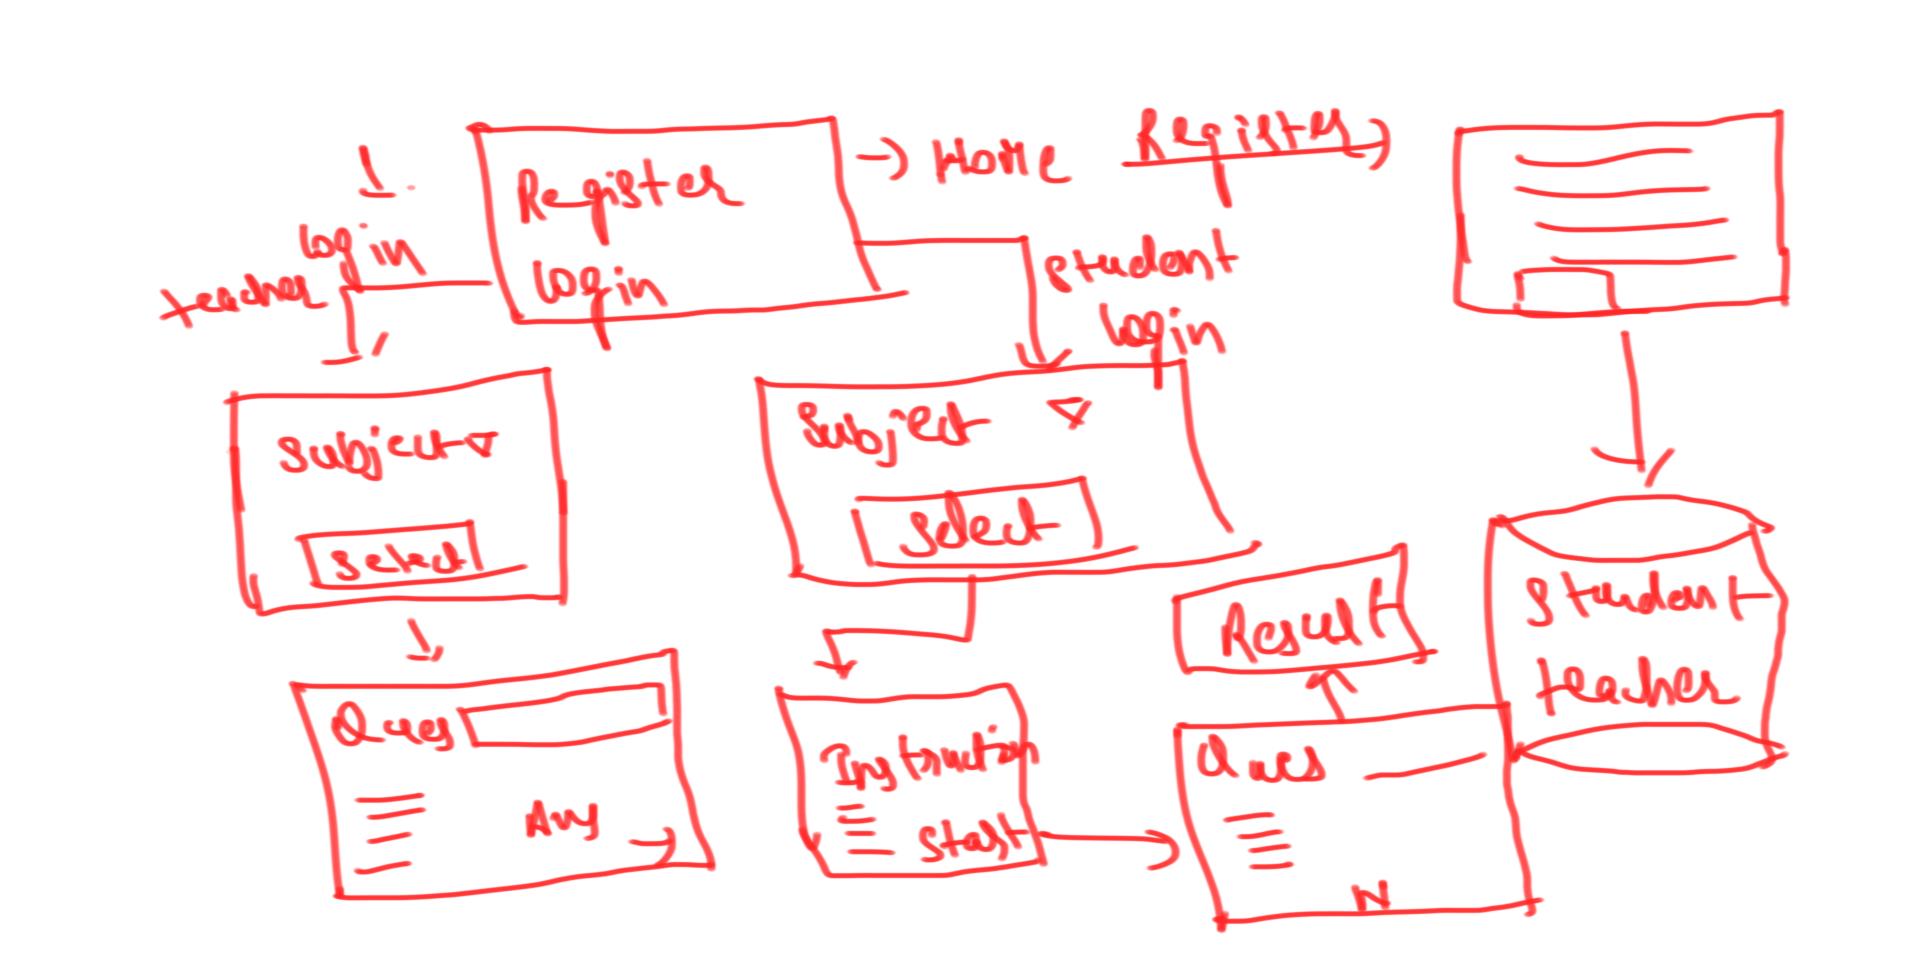 Register
login
Home
Register
login
teacher
student
login
Subject
Select
Subject
Select
Result
Student
teacher
Ques
Ans
Instruction
Start
Ques
N